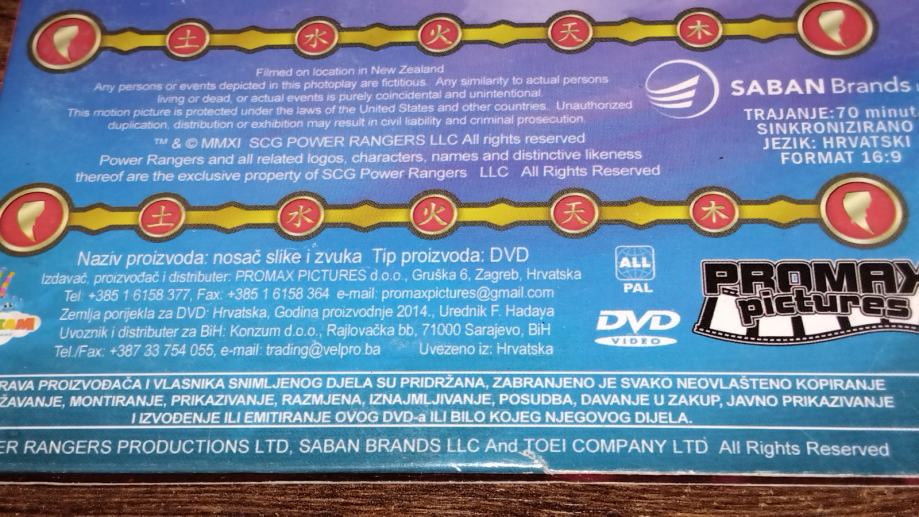 土 水 火 天 木
Filmed on location in New Zealand
Any persons or events depicted in this photoplay are fictitious. Any similarity to actual persons
living or dead, or actual events is purely coincidental and unintentional.
This motion picture is protected under the laws of the United States and other countries. Unauthorized
duplication, distribution or exhibition may result in civil liability and criminal prosecution.
™ & © MMXI SCG POWER RANGERS LLC All rights reserved
Power Rangers and all related logos, characters, names and distinctive likeness
thereof are the exclusive property of SCG Power Rangers LLC All Rights Reserved
SABAN Brands
TRAJANJE:70 minut
SINKRONIZIRANO
JEZIK: HRVATSKI
FORMAT 16:9
土 水 火 天 木
Naziv proizvoda: nosač slike i zvuka Tip proizvoda: DVD
Izdavač, proizvođač i distributer: PROMAX PICTURES d.o.o., Gruška 6, Zagreb, Hrvatska
Tel: +385 1 6158 377, Fax: +385 1 6158 364 e-mail: promaxpictures@gmail.com
Zemlja porijekla za DVD: Hrvatska, Godina proizvodnje 2014., Urednik F. Hadaya
Uvoznik i distributer za BiH: Konzum d.o.o., Rajlovačka bb, 71000 Sarajevo, BiH
Tel./Fax: +387 33 754 055, e-mail: trading@velpro.ba Uvezeno iz: Hrvatska
ALL
PAL
DVD
VIDEO
PROMAX
pictures
RAVA PROIZVOĐAČA I VLASNIKA SNIMLJENOG DJELA SU PRIDRŽANA, ZABRANJENO JE SVAKO NEOVLAŠTENO KOPIRANJE
ŽAVANJE, MONTIRANJE, PRIKAZIVANJE, RAZMJENA, IZNAJMLJIVANJE, POSUDBA, DAVANJE U ZAKUP, JAVNO PRIKAZIVANJE
I IZVOĐENJE ILI EMITIRANJE OVOG DVD-a ILI BILO KOJEG NJEGOVOG DIJELA.
ER RANGERS PRODUCTIONS LTD, SABAN BRANDS LLC And TOEI COMPANY LTD All Rights Reserved